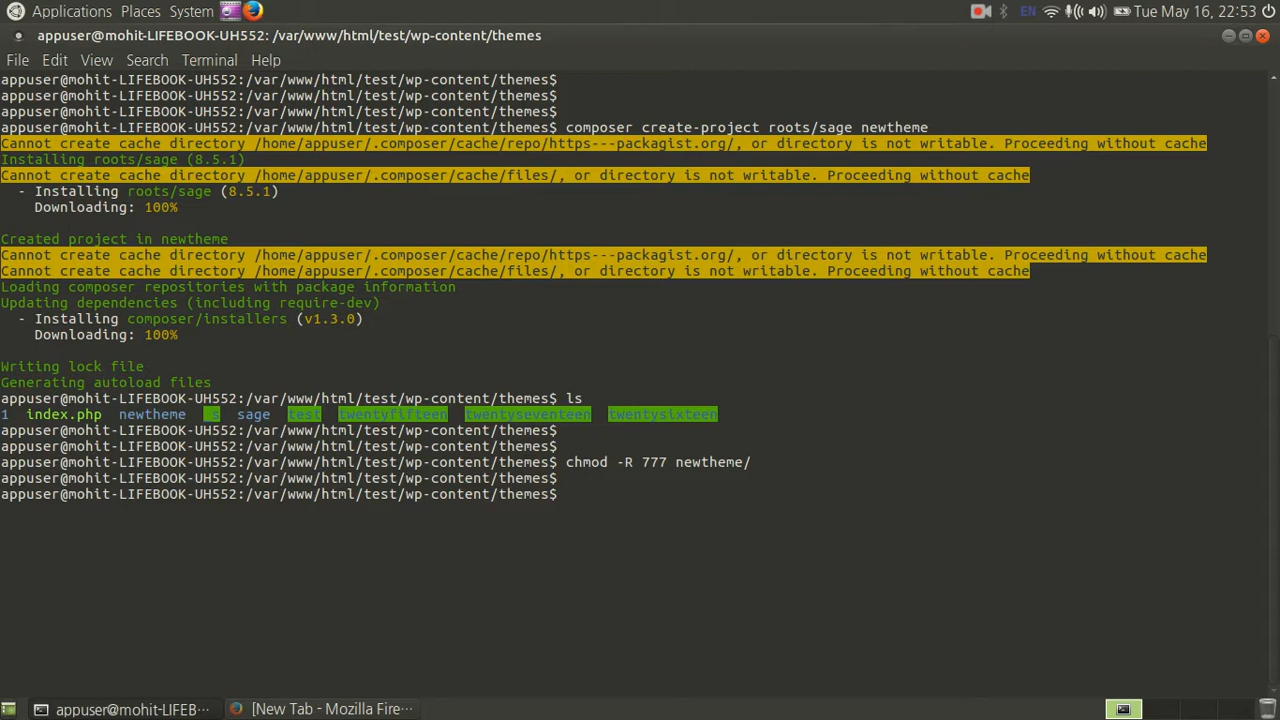 Applications Places System EN Tue May 16, 22:53
appuser@mohit-LIFEBOOK-UH552: /var/www/html/test/wp-content/themes
File Edit View Search Terminal Help
appuser@mohit-LIFEBOOK-UH552:/var/www/html/test/wp-content/themes$
appuser@mohit-LIFEBOOK-UH552:/var/www/html/test/wp-content/themes$
appuser@mohit-LIFEBOOK-UH552:/var/www/html/test/wp-content/themes$
appuser@mohit-LIFEBOOK-UH552:/var/www/html/test/wp-content/themes$ composer create-project roots/sage newtheme
Cannot create cache directory /home/appuser/.composer/cache/repo/https---packagist.org/, or directory is not writable. Proceeding without cache
Installing roots/sage (8.5.1)
Cannot create cache directory /home/appuser/.composer/cache/files/, or directory is not writable. Proceeding without cache
- Installing roots/sage (8.5.1)
Downloading: 100%
Created project in newtheme
Cannot create cache directory /home/appuser/.composer/cache/repo/https---packagist.org/, or directory is not writable. Proceeding without cache
Cannot create cache directory /home/appuser/.composer/cache/files/, or directory is not writable. Proceeding without cache
Loading composer repositories with package information
Updating dependencies (including require-dev)
- Installing composer/installers (v1.3.0)
Downloading: 100%
Writing lock file
Generating autoload files
appuser@mohit-LIFEBOOK-UH552:/var/www/html/test/wp-content/themes$ ls
1 index.php newtheme _s sage test twentyfifteen twentyseventeen twentysixteen
appuser@mohit-LIFEBOOK-UH552:/var/www/html/test/wp-content/themes$
appuser@mohit-LIFEBOOK-UH552:/var/www/html/test/wp-content/themes$
appuser@mohit-LIFEBOOK-UH552:/var/www/html/test/wp-content/themes$ chmod -R 777 newtheme/
appuser@mohit-LIFEBOOK-UH552:/var/www/html/test/wp-content/themes$
appuser@mohit-LIFEBOOK-UH552:/var/www/html/test/wp-content/themes$
appuser@mohit-LIFEB··· [New Tab - Mozilla Fire···